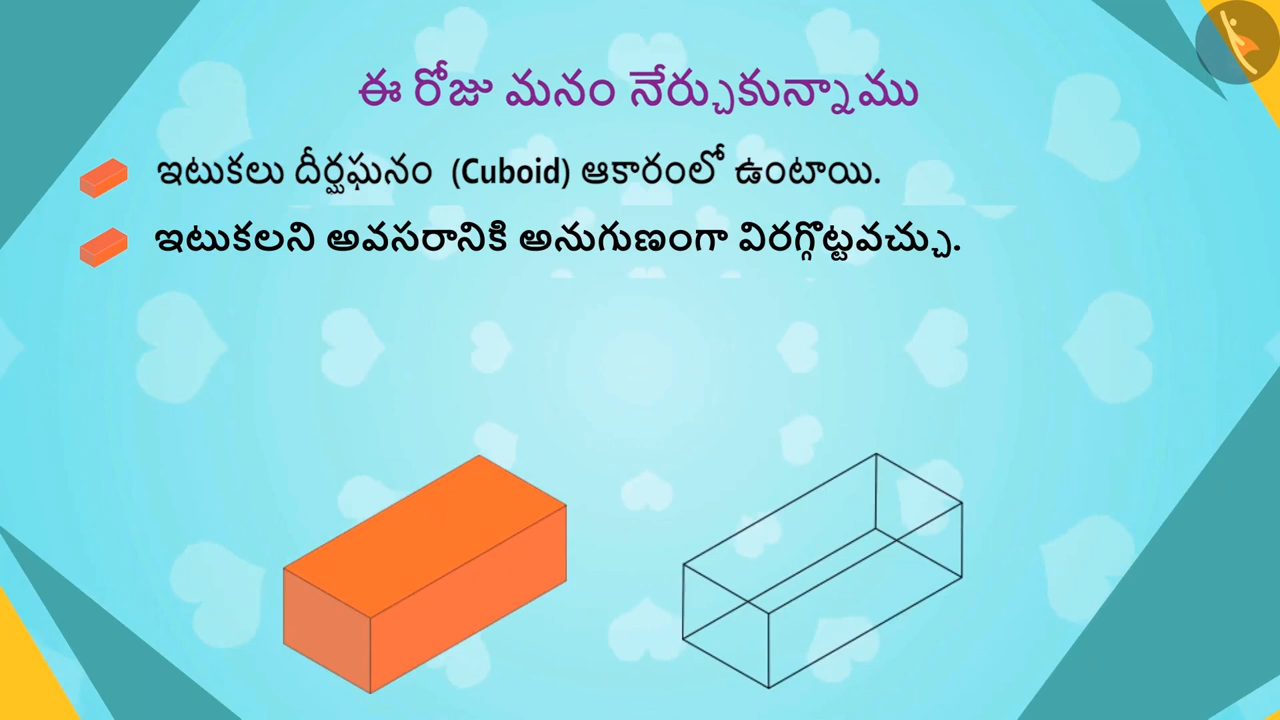 ఈ రోజు మనం నేర్చుకున్నాము
ఇటుకలు దీర్ఘఘనం (Cuboid) ఆకారంలో ఉంటాయి.
ఇటుకలని అవసరానికి అనుగుణంగా విరగ్గొట్టవచ్చు.